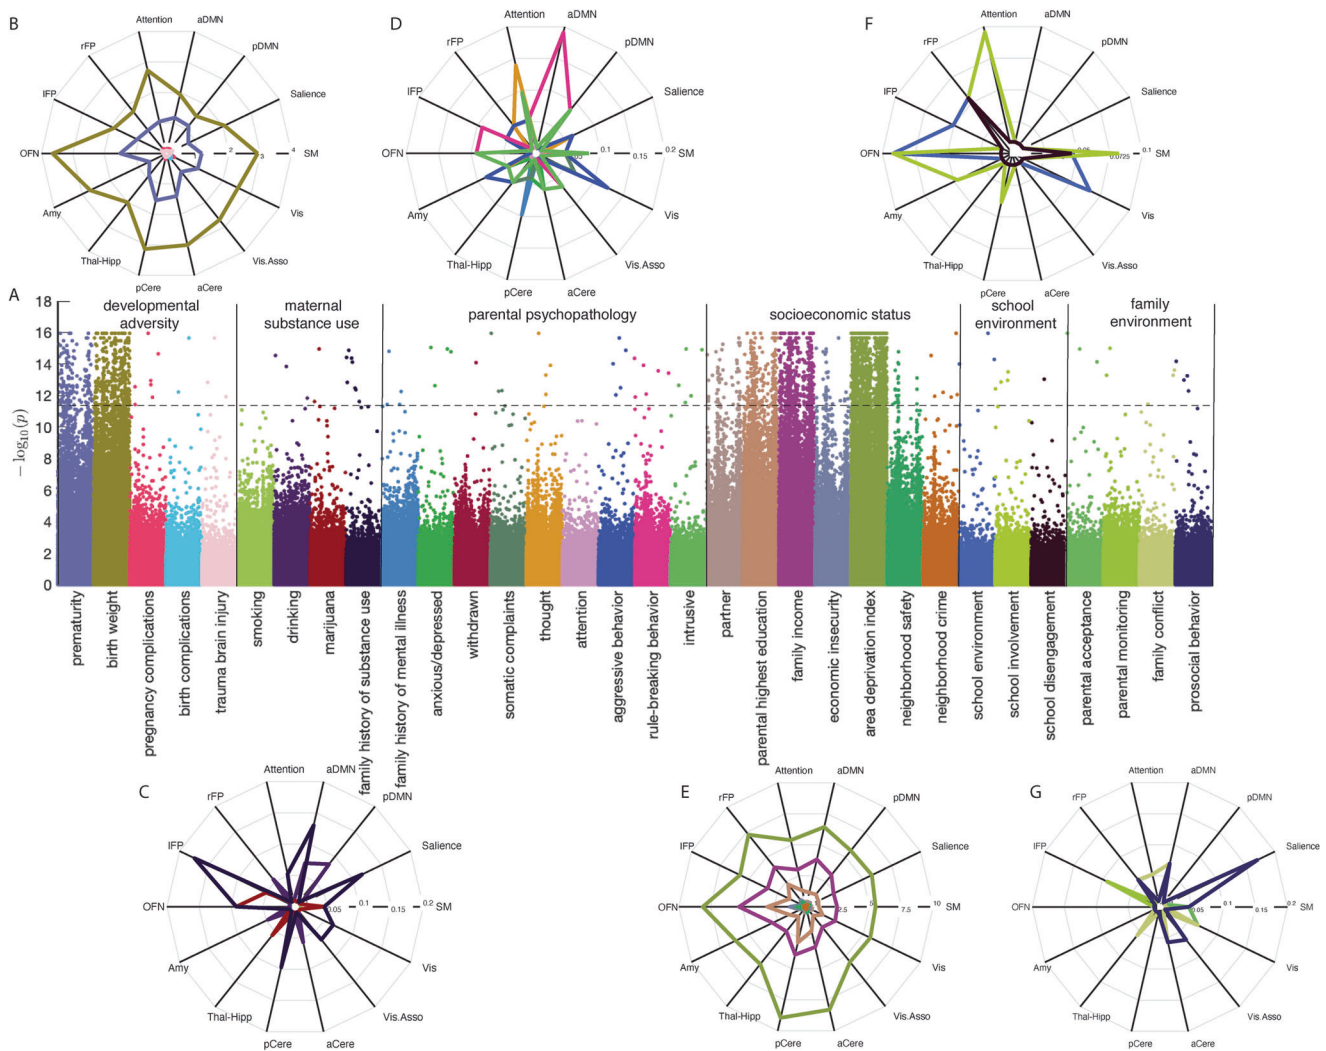 B
Attention
aDMN
rFP
pDMN
IFP
Salience
OFN
2
3
4
SM
Amy
Vis
Thal-Hipp
Vis.Asso
pCere
aCere
D
Attention
aDMN
rFP
pDMN
IFP
Salience
OFN
0.05
0.1
0.15
0.2
SM
Amy
Vis
Thal-Hipp
Vis.Asso
pCere
aCere
F
Attention
aDMN
rFP
pDMN
IFP
Salience
OFN
0.05
0.0725
0.1
SM
Amy
Vis
Thal-Hipp
Vis.Asso
pCere
aCere
A
developmental
adversity
maternal
substance use
parental psychopathology
socioeconomic status
school
environment
family
environment
− log10(p)
18
16
14
12
10
8
6
4
2
0
prematurity
birth weight
pregnancy complications
birth complications
trauma brain injury
smoking
drinking
marijuana
family history of substance use
family history of mental illness
anxious/depressed
withdrawn
somatic complaints
thought
attention
aggressive behavior
rule-breaking behavior
intrusive
partner
parental highest education
family income
economic insecurity
area deprivation index
neighborhood safety
neighborhood crime
school environment
school involvement
school disengagement
parental acceptance
parental monitoring
family conflict
prosocial behavior
C
Attention
aDMN
rFP
pDMN
IFP
Salience
OFN
0.05
0.1
0.15
0.2
SM
Amy
Vis
Thal-Hipp
Vis.Asso
pCere
aCere
E
Attention
aDMN
rFP
pDMN
IFP
Salience
OFN
2.5
5
7.5
10
SM
Amy
Vis
Thal-Hipp
Vis.Asso
pCere
aCere
G
Attention
aDMN
rFP
pDMN
IFP
Salience
OFN
0.05
0.1
0.15
0.2
SM
Amy
Vis
Thal-Hipp
Vis.Asso
pCere
aCere